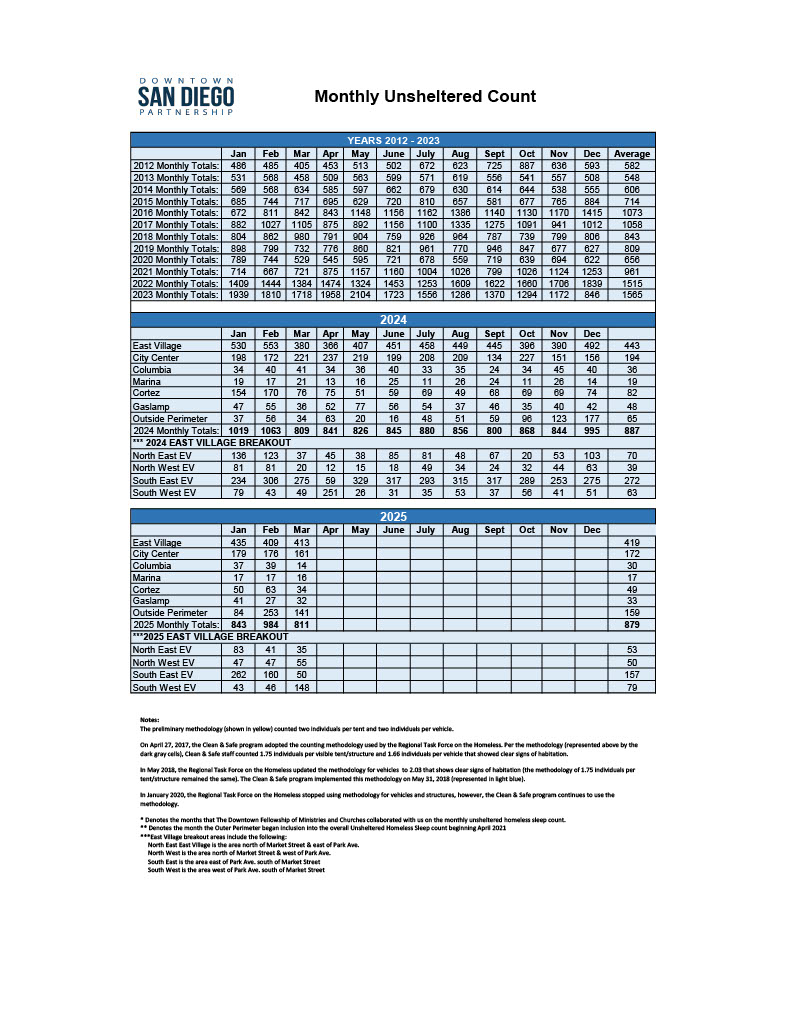 DOWNTOWN
SAN DIEGO
PARTNERSHIP
Monthly Unsheltered Count
YEARS 2012 - 2023
Jan Feb Mar Apr May June July Aug Sept Oct Nov Dec Average
2012 Monthly Totals: 486 485 405 453 513 502 672 623 725 887 636 593 582
2013 Monthly Totals: 531 568 458 509 563 599 571 619 556 541 557 508 548
2014 Monthly Totals: 569 568 634 585 597 662 679 630 614 644 538 555 606
2015 Monthly Totals: 685 744 717 695 629 720 810 657 581 677 765 884 714
2016 Monthly Totals: 672 811 842 843 1148 1156 1162 1386 1140 1130 1170 1415 1073
2017 Monthly Totals: 882 1027 1105 875 892 1156 1100 1335 1275 1091 941 1012 1058
2018 Monthly Totals: 804 862 980 791 904 759 926 964 787 739 799 806 843
2019 Monthly Totals: 898 799 732 776 860 821 961 770 946 847 677 627 809
2020 Monthly Totals: 789 744 529 545 595 721 678 559 719 639 694 622 656
2021 Monthly Totals: 714 667 721 875 1157 1160 1004 1026 799 1026 1124 1253 961
2022 Monthly Totals: 1409 1444 1384 1474 1324 1453 1253 1609 1622 1660 1706 1839 1515
2023 Monthly Totals: 1939 1810 1718 1958 2104 1723 1556 1286 1370 1294 1172 846 1565
2024
Jan Feb Mar Apr May June July Aug Sept Oct Nov Dec
East Village 530 553 380 366 407 451 458 449 445 396 390 492 443
City Center 198 172 221 237 219 199 208 209 134 227 151 156 194
Columbia 34 40 41 34 36 40 33 35 24 34 45 40 36
Marina 19 17 21 13 16 25 11 26 24 11 26 14 19
Cortez 154 170 76 75 51 59 69 49 68 69 69 74 82
Gaslamp 47 55 36 52 77 56 54 37 46 35 40 42 48
Outside Perimeter 37 56 34 63 20 16 48 51 59 96 123 177 65
2024 Monthly Totals: 1019 1063 809 841 826 845 880 856 800 868 844 995 887
*** 2024 EAST VILLAGE BREAKOUT
North East EV 136 123 37 45 38 85 81 48 67 20 53 103 70
North West EV 81 81 20 12 15 18 49 34 24 32 44 63 39
South East EV 234 306 275 59 329 317 293 315 317 289 253 275 272
South West EV 79 43 49 251 26 31 35 53 37 56 41 51 63
2025
Jan Feb Mar Apr May June July Aug Sept Oct Nov Dec
East Village 435 409 413 419
City Center 179 176 161 172
Columbia 37 39 14 30
Marina 17 17 16 17
Cortez 50 63 34 49
Gaslamp 41 27 32 33
Outside Perimeter 84 253 141 159
2025 Monthly Totals: 843 984 811 879
***2025 EAST VILLAGE BREAKOUT
North East EV 83 41 35 53
North West EV 47 47 55 50
South East EV 262 160 50 157
South West EV 43 46 148 79
Notes:
The preliminary methodology (shown in yellow) counted two individuals per tent and two individuals per vehicle.
On April 27, 2017, the Clean & Safe program adopted the counting methodology used by the Regional Task Force on the Homeless. Per the methodology (represented above by the
dark gray cells), Clean & Safe staff counted 1.75 individuals per visible tent/structure and 1.66 individuals per vehicle that showed clear signs of habitation.
In May 2018, the Regional Task Force on the Homeless updated the methodology for vehicles to 2.03 that shows clear signs of habitation (the methodology of 1.75 individuals per
tent/structure remained the same). The Clean & Safe program implemented this methodology on May 31, 2018 (represented in light blue).
In January 2020, the Regional Task Force on the Homeless stopped using methodology for vehicles and structures, however, the Clean & Safe program continues to use the
methodology.
* Denotes the months that The Downtown Fellowship of Ministries and Churches collaborated with us on the monthly unsheltered homeless sleep count.
** Denotes the month the Outer Perimeter began inclusion into the overall Unsheltered Homeless Sleep count beginning April 2021
***East Village breakout areas include the following:
North East East Village is the area north of Market Street & east of Park Ave.
North West is the area north of Market Street & west of Park Ave.
South East is the area east of Park Ave. south of Market Street
South West is the area west of Park Ave. south of Market Street